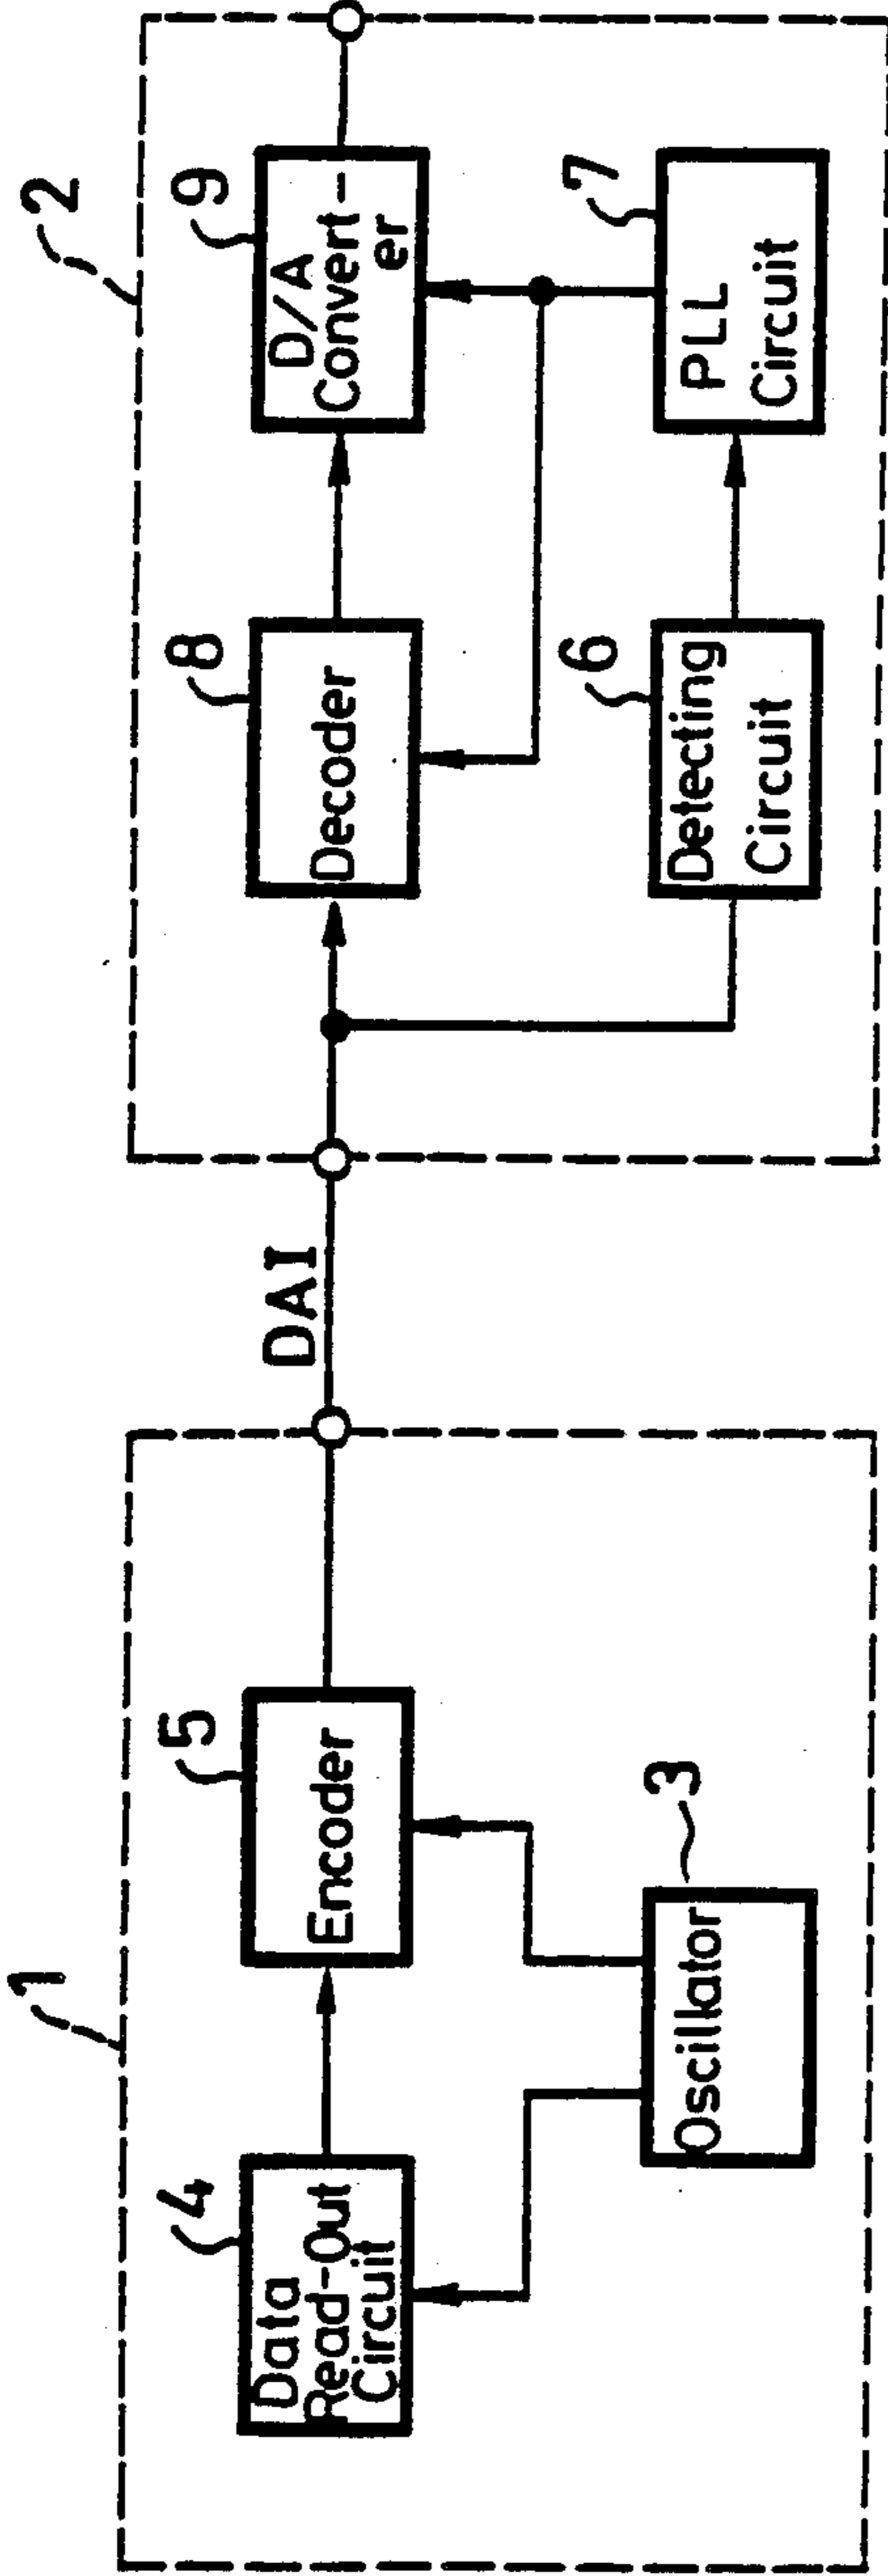 1
4
Data
Read-Out
Circuit
5
Encoder
3
Oscillator
DAI
2
8
Decoder
9
D/A
Convert-
er
6
Detecting
Circuit
7
PLL
Circuit